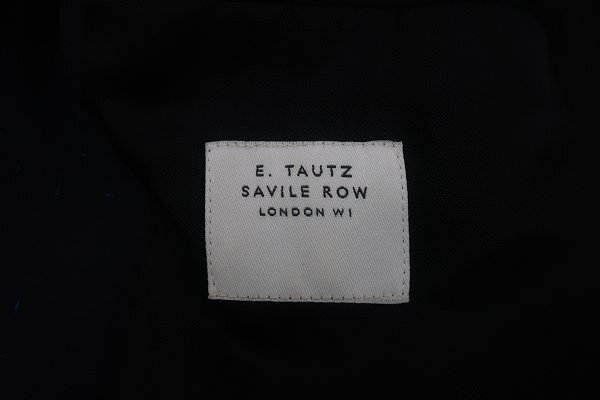 E. TAUTZ
SAVILE ROW
LONDON W1